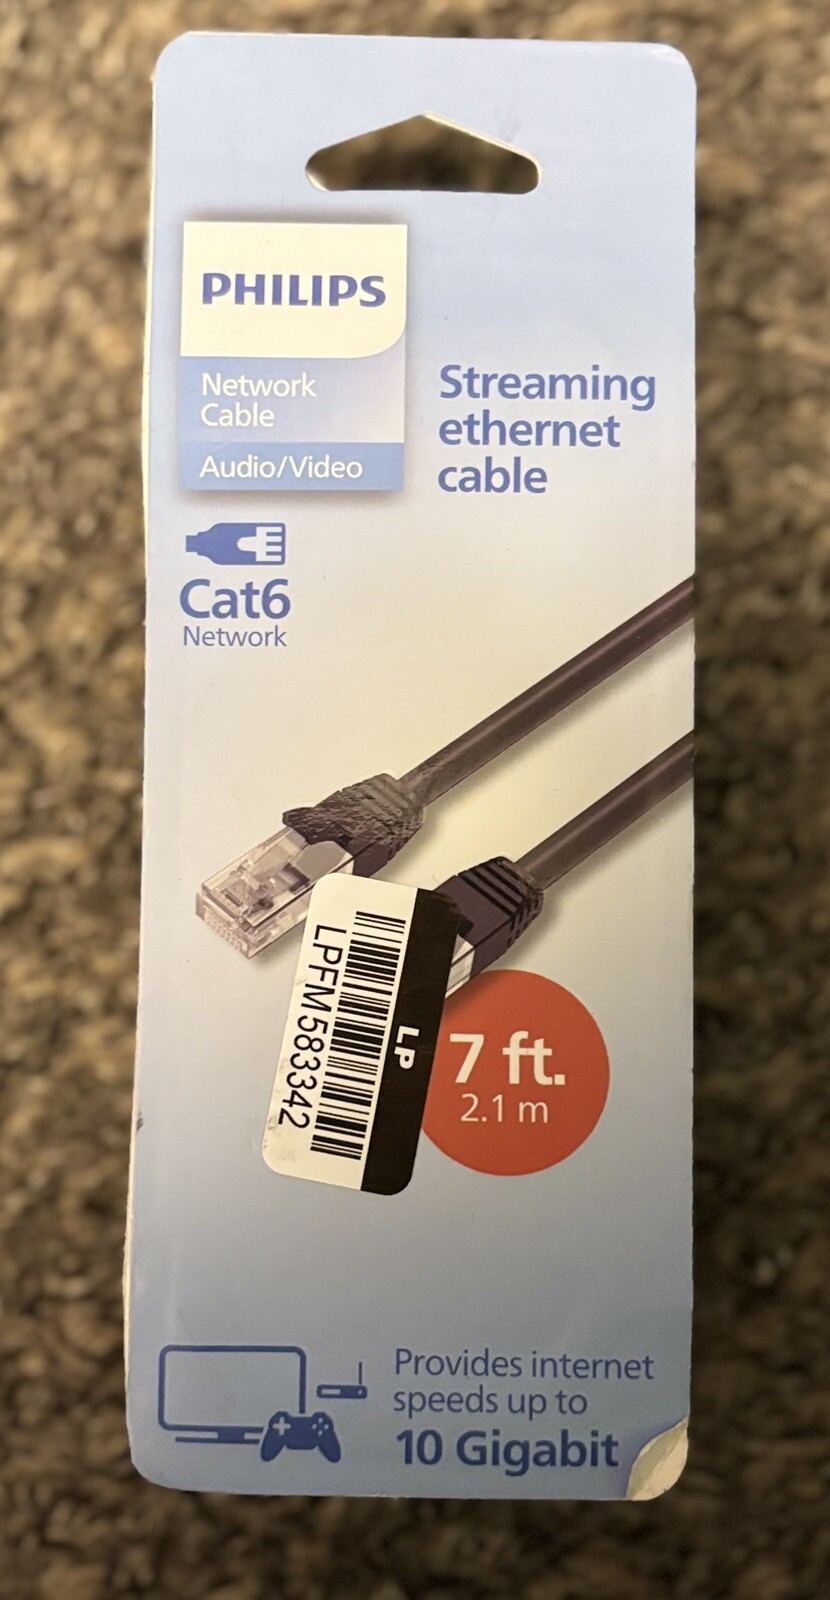 PHILIPS
Network
Cable
Audio/Video
Streaming
ethernet
cable
Cat6
Network
LP
LPFM583342
7 ft.
2.1 m
Provides internet
speeds up to
10 Gigabit